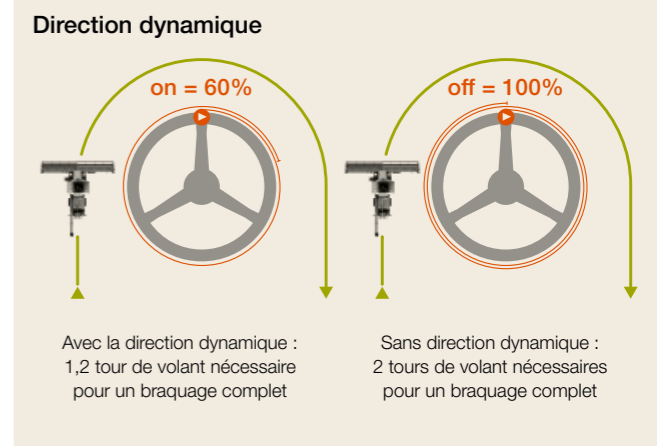 Direction dynamique
on = 60%
off = 100%
Avec la direction dynamique :
1,2 tour de volant nécessaire
pour un braquage complet
Sans direction dynamique :
2 tours de volant nécessaires
pour un braquage complet